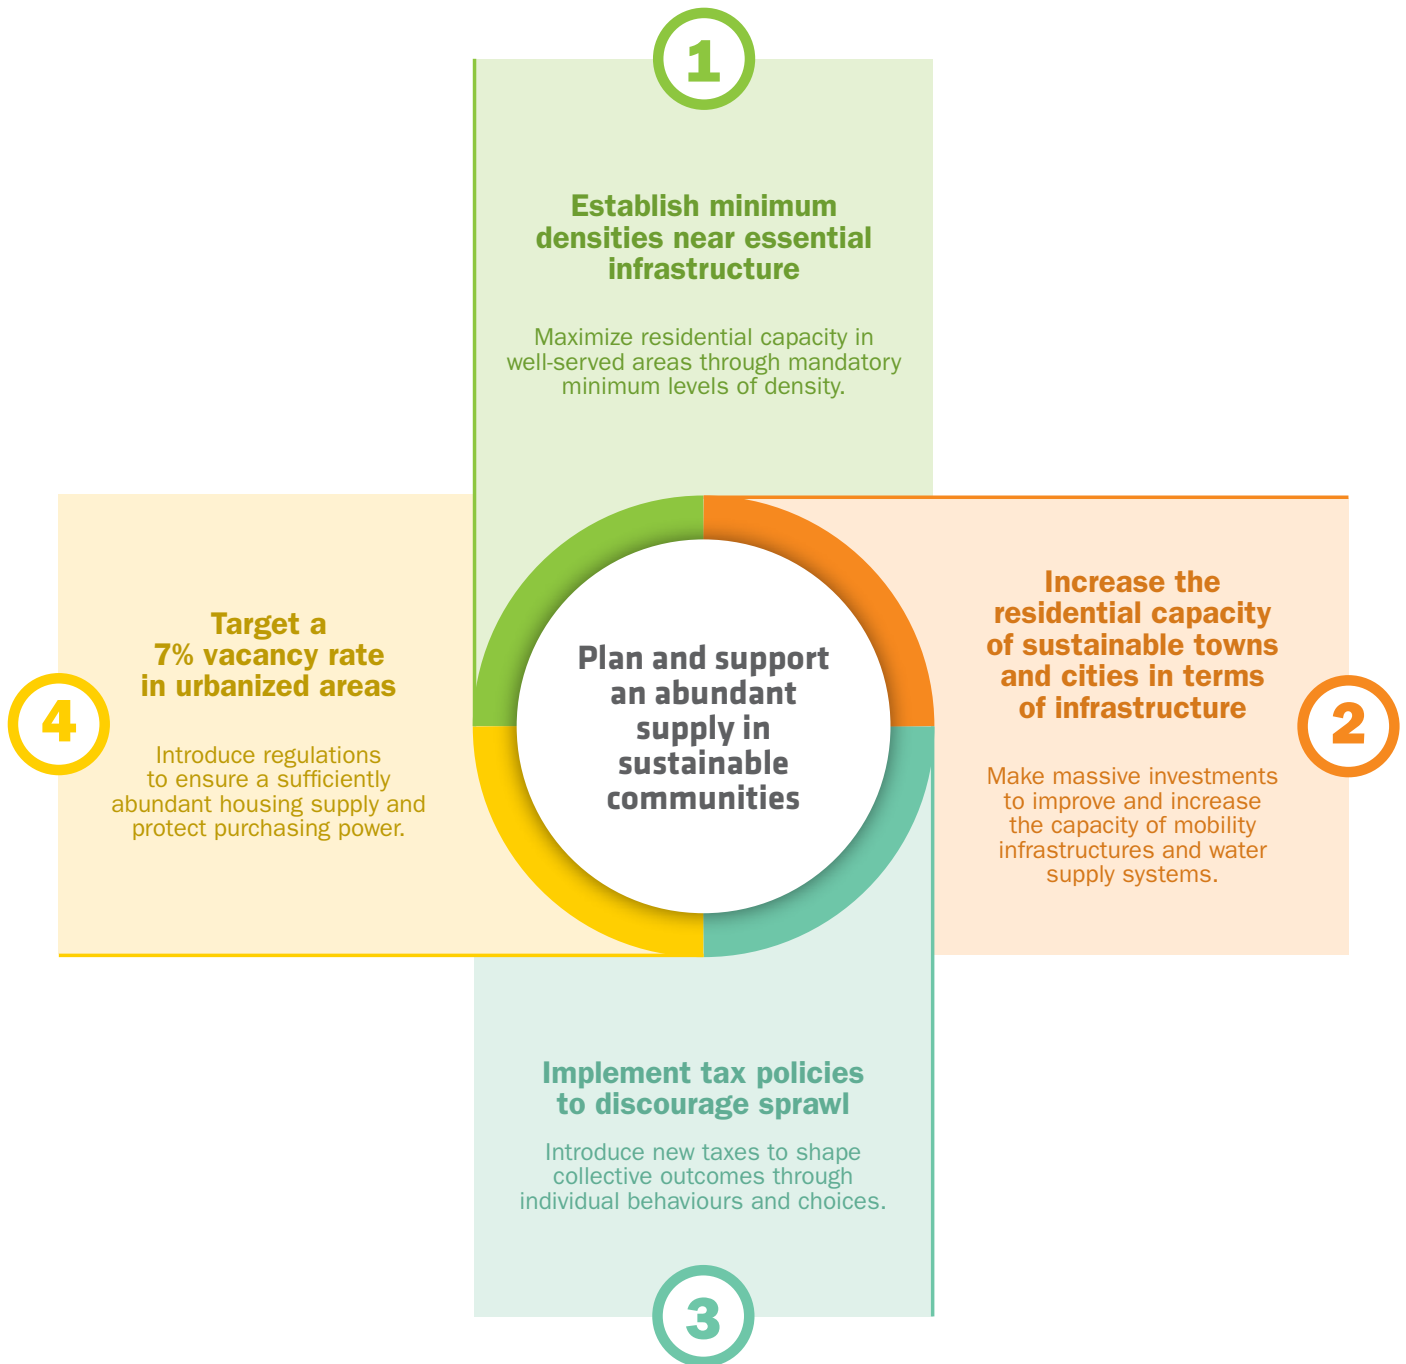 1
Establish minimum
densities near essential
infrastructure
Maximize residential capacity in
well-served areas through mandatory
minimum levels of density.
Plan and support
an abundant
supply in
sustainable
communities
Increase the
residential capacity
of sustainable towns
and cities in terms
of infrastructure
2
Make massive investments
to improve and increase
the capacity of mobility
infrastructures and water
supply systems.
Implement tax policies
to discourage sprawl
Introduce new taxes to shape
collective outcomes through
individual behaviours and choices.
3
Target a
7% vacancy rate
in urbanized areas
4
Introduce regulations
to ensure a sufficiently
abundant housing supply and
protect purchasing power.